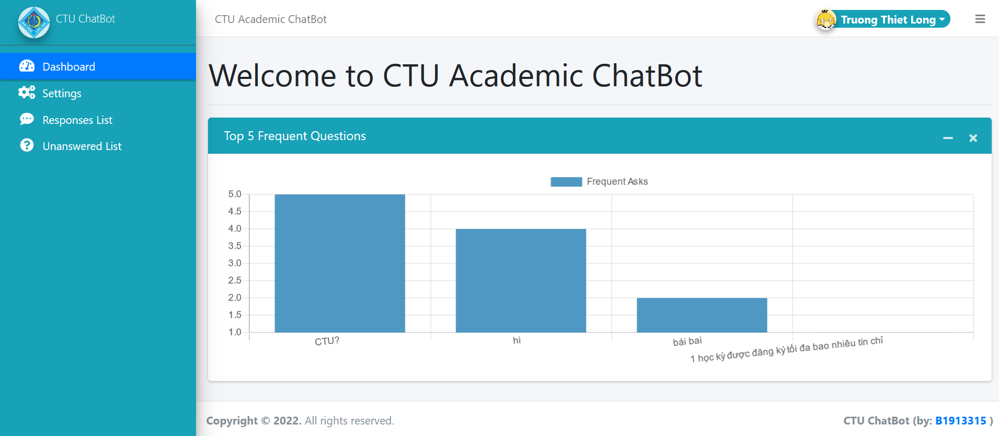 CTU ChatBot
CTU Academic ChatBot
Truong Thiet Long
Dashboard
Settings
Responses List
Unanswered List
Welcome to CTU Academic ChatBot
Top 5 Frequent Questions
Frequent Asks
5.0
4.5
4.0
3.5
3.0
2.5
2.0
1.5
1.0
CTU?
hi
bái bai
1 học kỳ được đăng ký tối đa bao nhiêu tín chỉ
Copyright © 2022. All rights reserved.
CTU ChatBot (by: B1913315 )